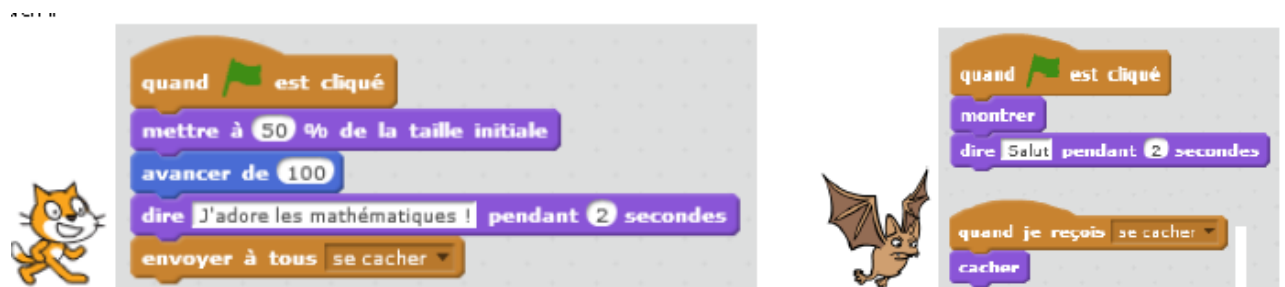 quand est cliqué
mettre à 50 % de la taille initiale
avancer de 100
dire J'adore les mathématiques ! pendant 2 secondes
envoyer à tous se cacher
quand est cliqué
montrer
dire Salut pendant 2 secondes
quand je reçois se cacher
cacher